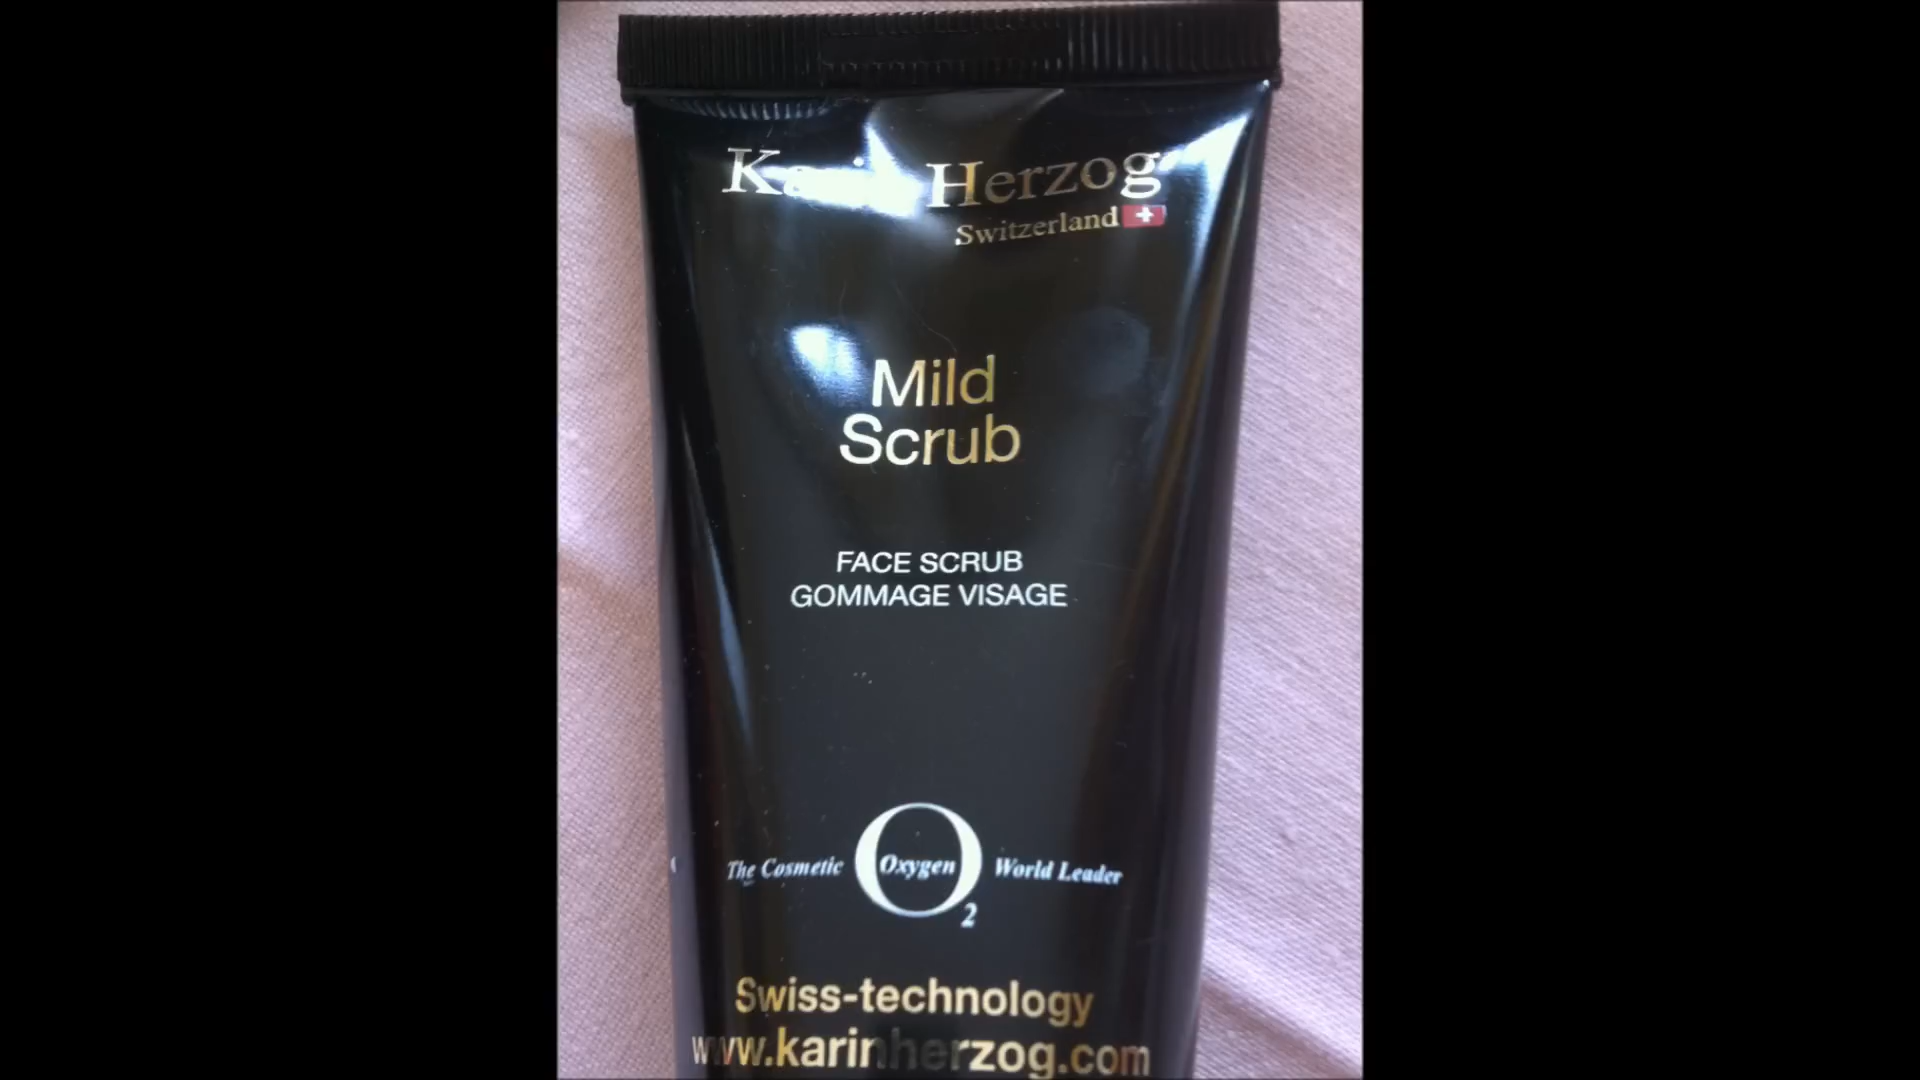 Karin Herzog
Switzerland
Mild
Scrub
FACE SCRUB
GOMMAGE VISAGE
The Cosmetic Oxygen World Leader
O2
Swiss-technology
www.karinherzog.com